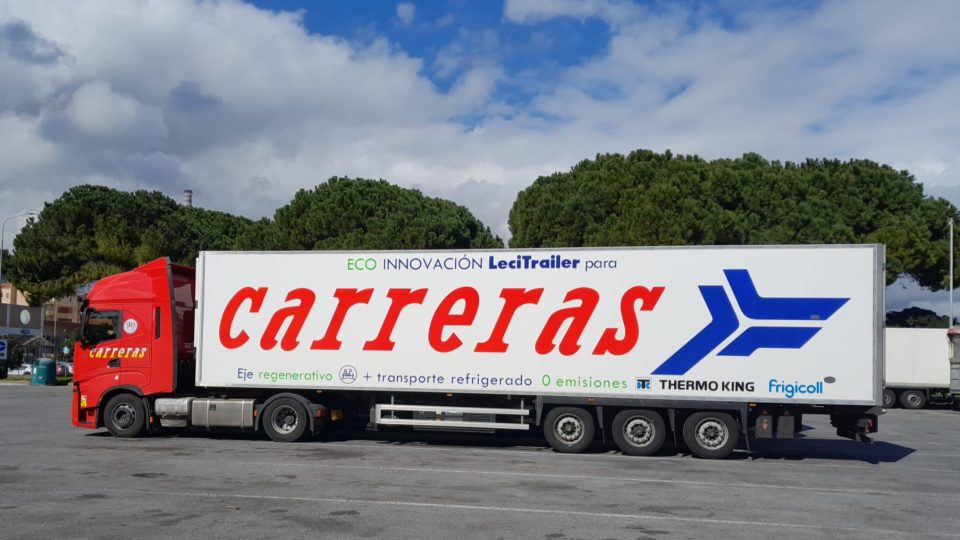 ECO INNOVACIÓN LeciTrailer para
carreras
Eje regenerativo + transporte refrigerado 0 emisiones THERMO KING Frigicoll
carreras